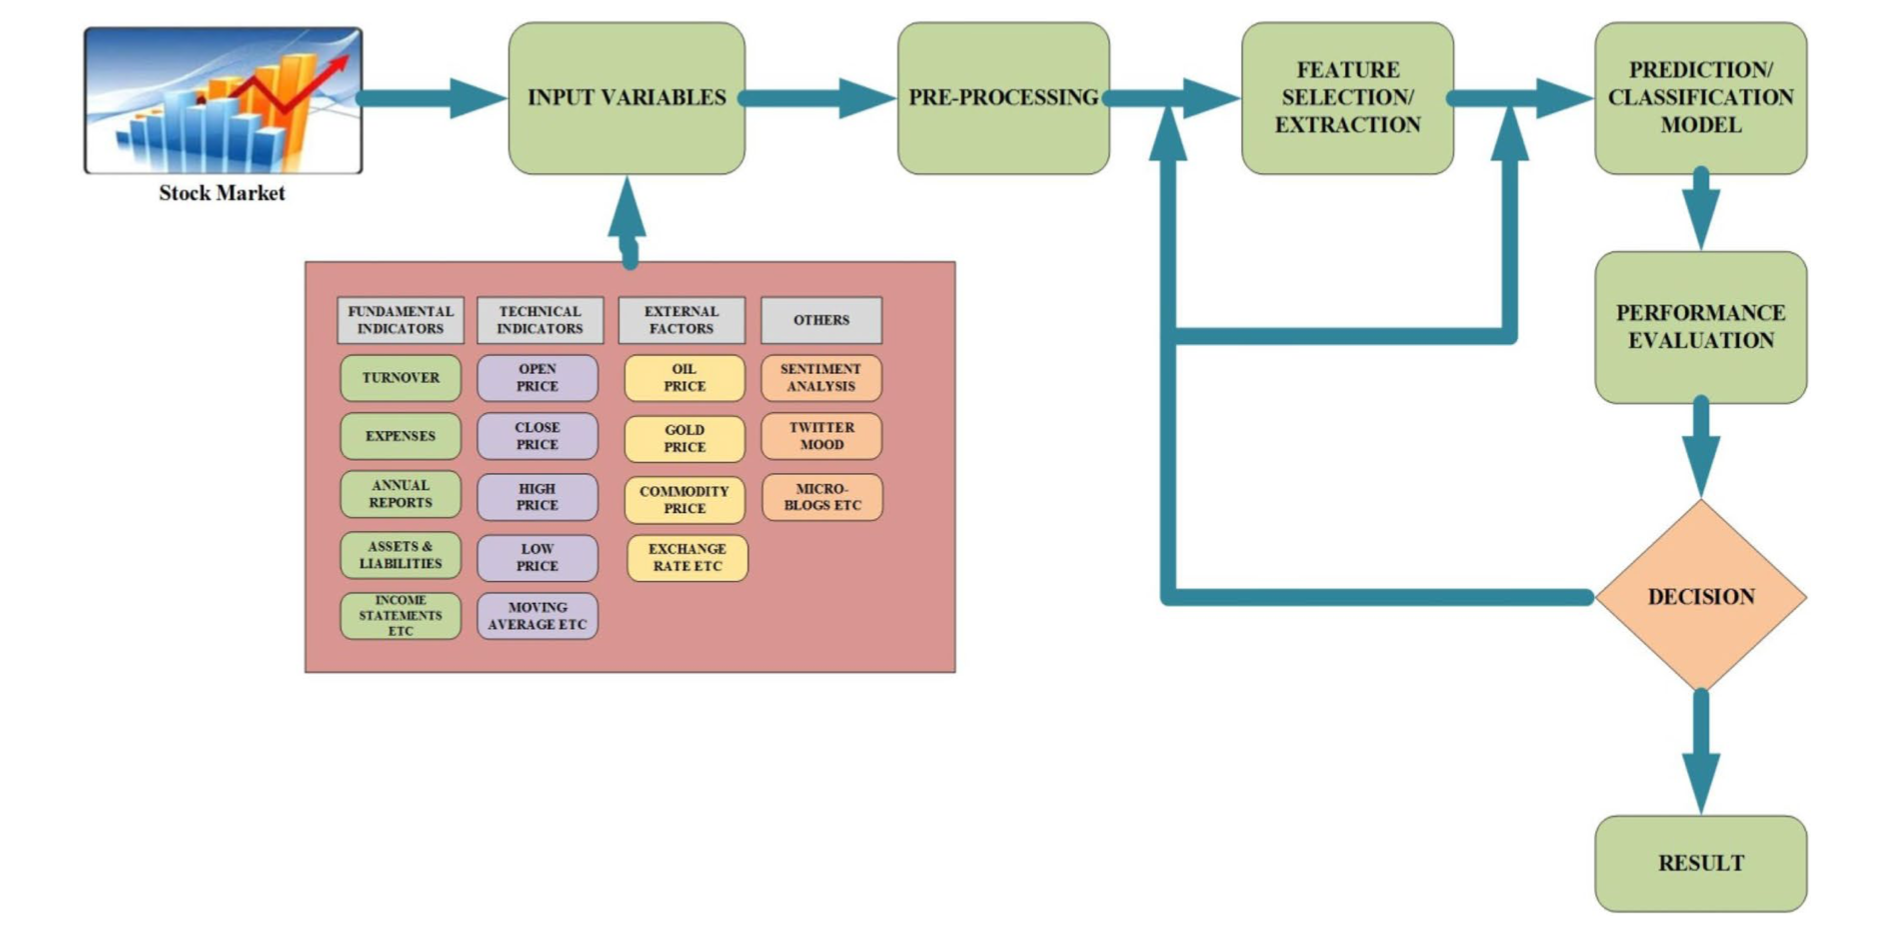 Stock Market
INPUT VARIABLES
PRE-PROCESSING
FEATURE
SELECTION/
EXTRACTION
PREDICTION/
CLASSIFICATION
MODEL
PERFORMANCE
EVALUATION
DECISION
RESULT
FUNDAMENTAL
INDICATORS
TURNOVER
EXPENSES
ANNUAL
REPORTS
ASSETS &
LIABILITIES
INCOME
STATEMENTS
ETC
TECHNICAL
INDICATORS
OPEN
PRICE
CLOSE
PRICE
HIGH
PRICE
LOW
PRICE
MOVING
AVERAGE ETC
EXTERNAL
FACTORS
OIL
PRICE
GOLD
PRICE
COMMODITY
PRICE
EXCHANGE
RATE ETC
OTHERS
SENTIMENT
ANALYSIS
TWITTER
MOOD
MICRO-
BLOGS ETC